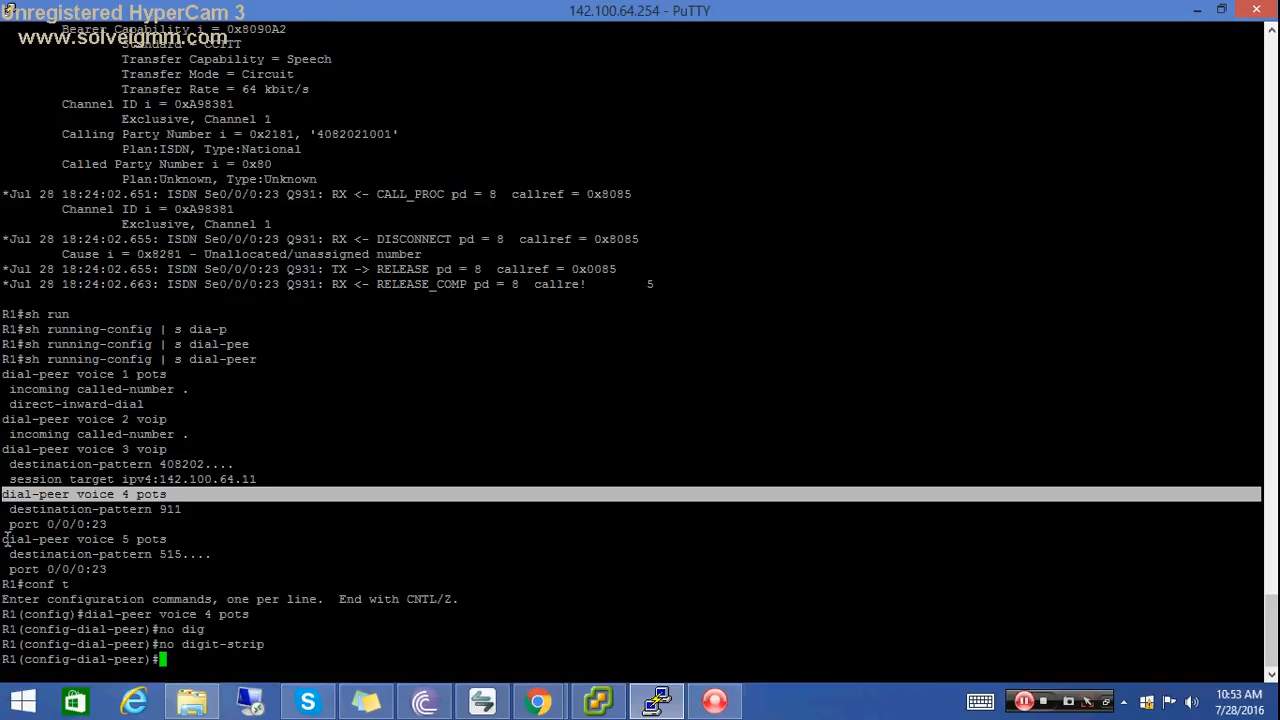 Unregistered HyperCam 3
142.100.64.254 - PuTTY
www.solveigmm.com
Bearer Capability i = 0x8090A2
Standard = CCITT
Transfer Capability = Speech
Transfer Mode = Circuit
Transfer Rate = 64 kbit/s
Channel ID i = 0xA98381
Exclusive, Channel 1
Calling Party Number i = 0x2181, '4082021001'
Plan:ISDN, Type:National
Called Party Number i = 0x80
Plan:Unknown, Type:Unknown
*Jul 28 18:24:02.651: ISDN Se0/0/0:23 Q931: RX <- CALL_PROC pd = 8  callref = 0x8085
Channel ID i = 0xA98381
Exclusive, Channel 1
*Jul 28 18:24:02.655: ISDN Se0/0/0:23 Q931: RX <- DISCONNECT pd = 8  callref = 0x8085
Cause i = 0x8281 - Unallocated/unassigned number
*Jul 28 18:24:02.655: ISDN Se0/0/0:23 Q931: TX -> RELEASE pd = 8  callref = 0x0085
*Jul 28 18:24:02.663: ISDN Se0/0/0:23 Q931: RX <- RELEASE_COMP pd = 8  callre!         5
R1#sh run
R1#sh running-config | s dia-p
R1#sh running-config | s dial-pee
R1#sh running-config | s dial-peer
dial-peer voice 1 pots
incoming called-number .
direct-inward-dial
dial-peer voice 2 voip
incoming called-number .
dial-peer voice 3 voip
destination-pattern 408202....
session target ipv4:142.100.64.11
dial-peer voice 4 pots
destination-pattern 911
port 0/0/0:23
dial-peer voice 5 pots
destination-pattern 515....
port 0/0/0:23
R1#conf t
Enter configuration commands, one per line.  End with CNTL/Z.
R1(config)#dial-peer voice 4 pots
R1(config-dial-peer)#no dig
R1(config-dial-peer)#no digit-strip
R1(config-dial-peer)#
10:53 AM
7/28/2016